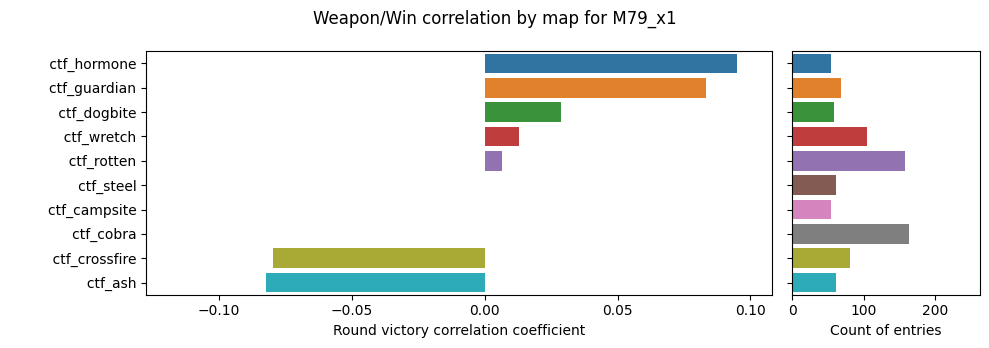 Weapon/Win correlation by map for M79_x1
ctf_hormone
ctf_guardian
ctf_dogbite
ctf_wretch
ctf_rotten
ctf_steel
ctf_campsite
ctf_cobra
ctf_crossfire
ctf_ash
−0.10 −0.05 0.00 0.05 0.10
0 100 200
Round victory correlation coefficient
Count of entries